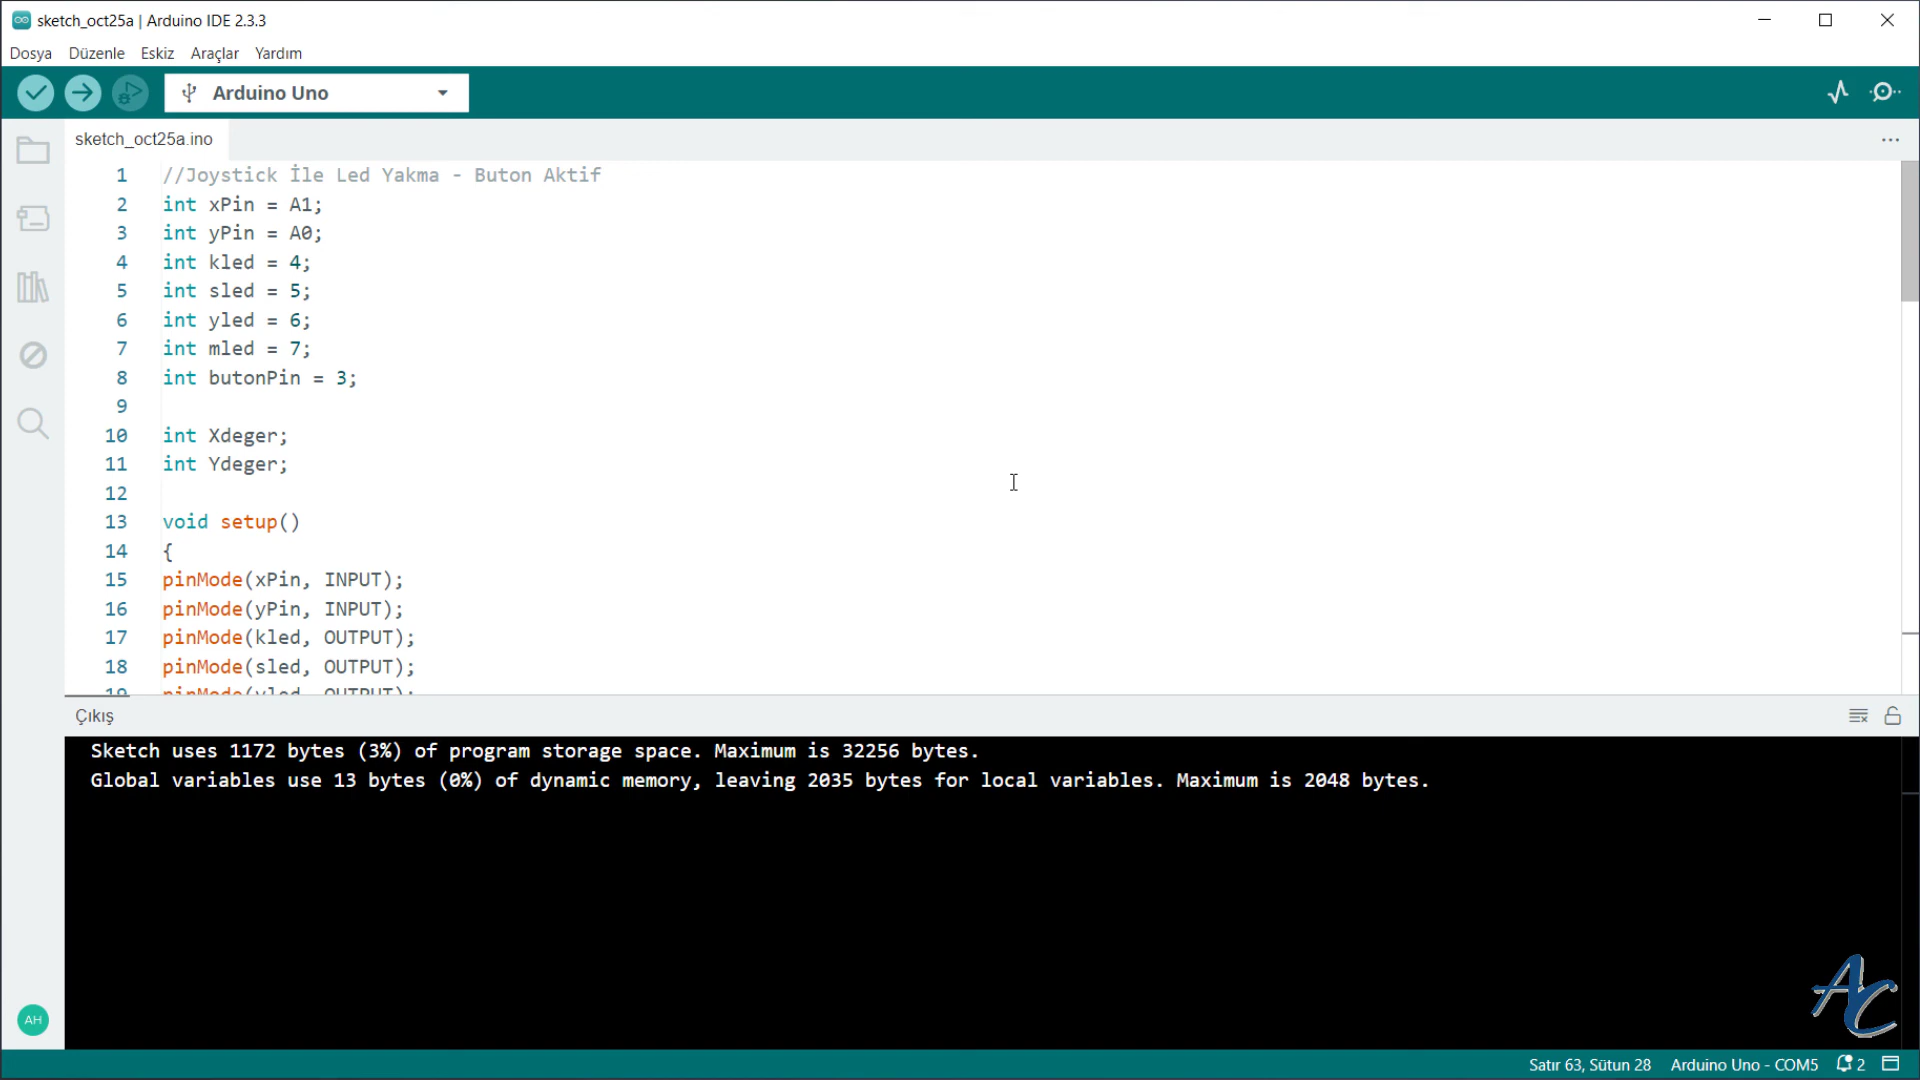 sketch_oct25a | Arduino IDE 2.3.3
Dosya Düzenle Eskiz Araçlar Yardım
Arduino Uno
sketch_oct25a.ino
1 //Joystick İle Led Yakma - Buton Aktif
2 int xPin = A1;
3 int yPin = A0;
4 int kled = 4;
5 int sled = 5;
6 int yled = 6;
7 int mled = 7;
8 int butonPin = 3;
9
10 int Xdeger;
11 int Ydeger;
12
13 void setup()
14 {
15 pinMode(xPin, INPUT);
16 pinMode(yPin, INPUT);
17 pinMode(kled, OUTPUT);
18 pinMode(sled, OUTPUT);
19 pinMode(yled, OUTPUT);
Çıkış
Sketch uses 1172 bytes (3%) of program storage space. Maximum is 32256 bytes.
Global variables use 13 bytes (0%) of dynamic memory, leaving 2035 bytes for local variables. Maximum is 2048 bytes.
AC
AH
Satır 63, Sütun 28 Arduino Uno - COM5 2